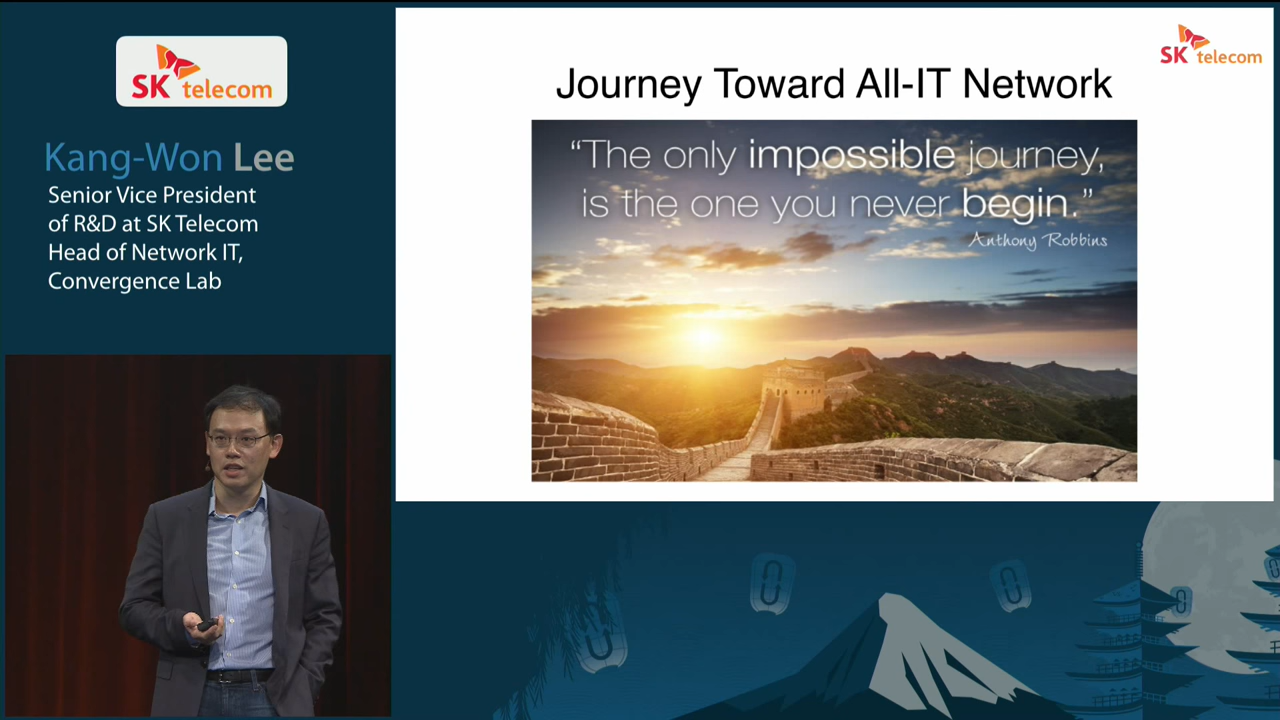 SK telecom
Kang-Won Lee
Senior Vice President
of R&D at SK Telecom
Head of Network IT,
Convergence Lab
SK telecom
Journey Toward All-IT Network
“The only impossible journey,
is the one you never begin.”
Anthony Robbins